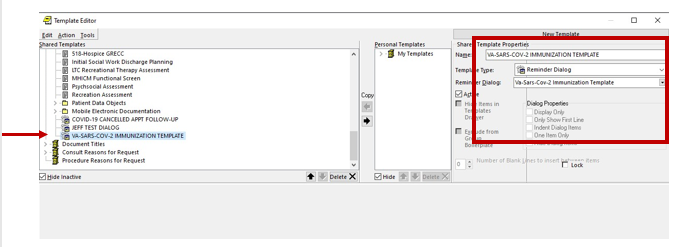 Template Editor
Edit Action Tools
New Template
Shared Templates
518-Hospice GRECC
Initial Social Work Discharge Planning
LTC Recreational Therapy Assessment
MHICM Functional Screen
Psychosocial Assessment
Recreation Assessment
Patient Data Objects
Mobile Electronic Documentation
COVID-19 CANCELLED APPT FOLLOW-UP
JEFF TEST DIALOG
VA-SARS-COV-2 IMMUNIZATION TEMPLATE
Document Titles
Consult Reasons for Request
Procedure Reasons for Request
Hide Inactive
Delete
Copy
Personal Templates
My Templates
Hide
Delete
Shared Template Properties
Name: VA-SARS-COV-2 IMMUNIZATION TEMPLATE
Template Type: Reminder Dialog
Reminder Dialog: Va-Sars-Cov-2 Immunization Template
Active
Hide Items in
Templates
Drawer
Exclude from
Group
Boilerplate
Dialog Properties
Display Only
Only Show First Line
Indent Dialog Items
One Item Only
0 Number of Blank Lines to insert between items
Lock